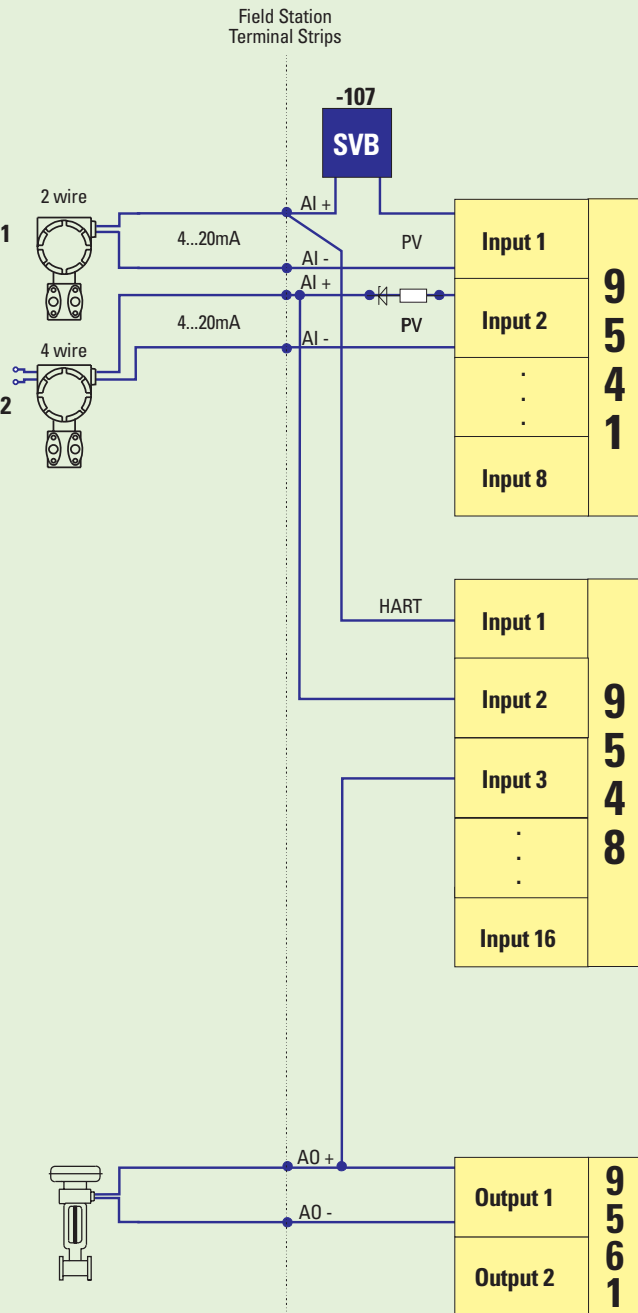 Field Station
Terminal Strips
-107
SVB
2 wire
1
4...20mA
AI +
PV
AI -
Input 1
AI +
4...20mA
PV
AI -
Input 2
4 wire
2
.
.
.
Input 8
9
5
4
1
HART
Input 1
Input 2
Input 3
.
.
.
Input 16
9
5
4
8
AO +
AO -
Output 1
Output 2
9
5
6
1